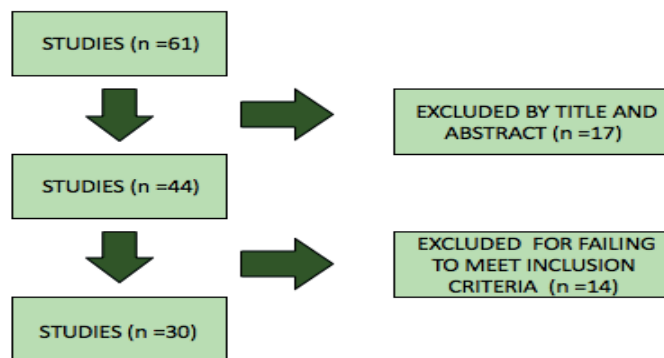 STUDIES (n =61)
EXCLUDED BY TITLE AND
ABSTRACT (n =17)
STUDIES (n =44)
EXCLUDED  FOR FAILING
TO MEET INCLUSION
CRITERIA  (n =14)
STUDIES (n =30)